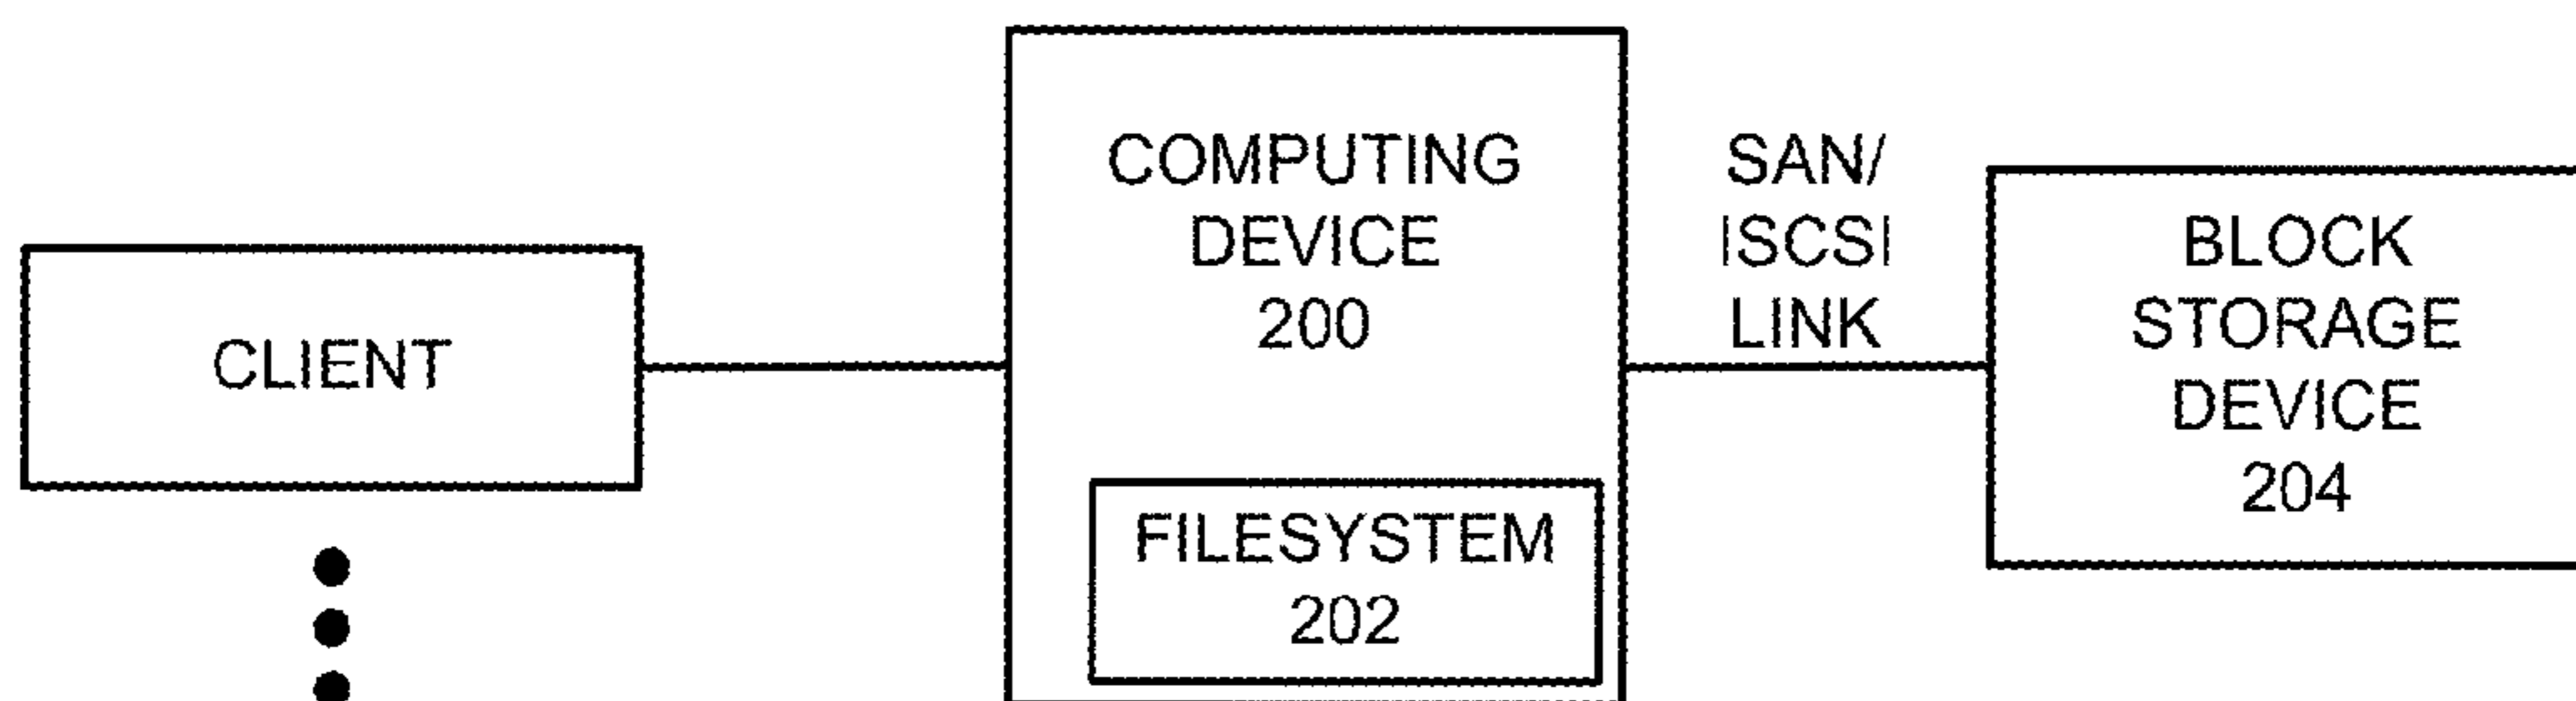 CLIENT
COMPUTING
DEVICE
200
FILESYSTEM
202
SAN/
ISCSI
LINK
BLOCK
STORAGE
DEVICE
204